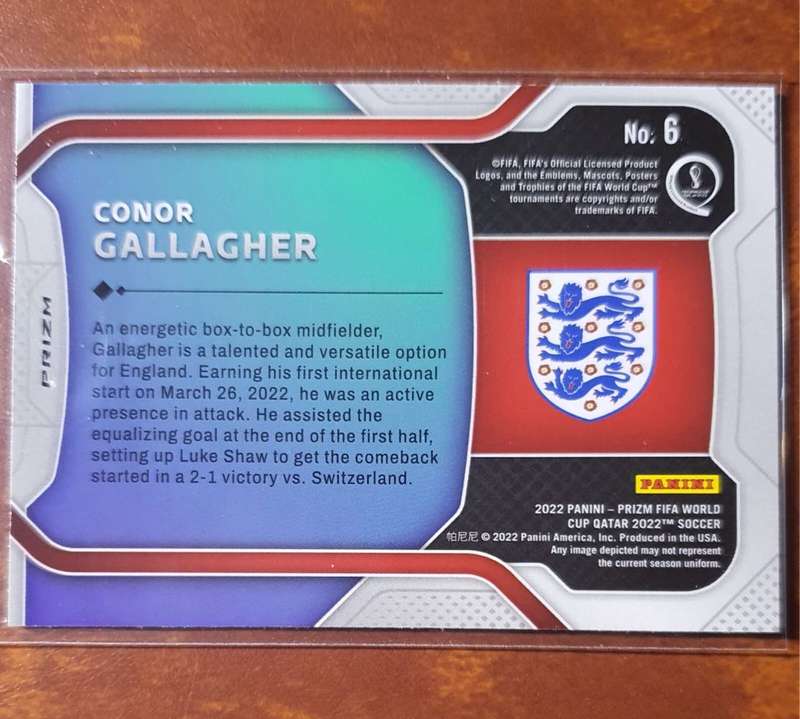 No: 6
©FIFA, FIFA's Official Licensed Product
Logos, and the Emblems, Mascots, Posters
and Trophies of the FIFA World Cup™
tournaments are copyrights and/or
trademarks of FIFA.
CONOR
GALLAGHER
An energetic box-to-box midfielder,
Gallagher is a talented and versatile option
for England. Earning his first international
start on March 26, 2022, he was an active
presence in attack. He assisted the
equalizing goal at the end of the first half,
setting up Luke Shaw to get the comeback
started in a 2-1 victory vs. Switzerland.
PRIZM
PANINI
2022 PANINI – PRIZM FIFA WORLD
CUP QATAR 2022™ SOCCER
帕尼尼 © 2022 Panini America, Inc. Produced in the USA.
Any image depicted may not represent
the current season uniform.